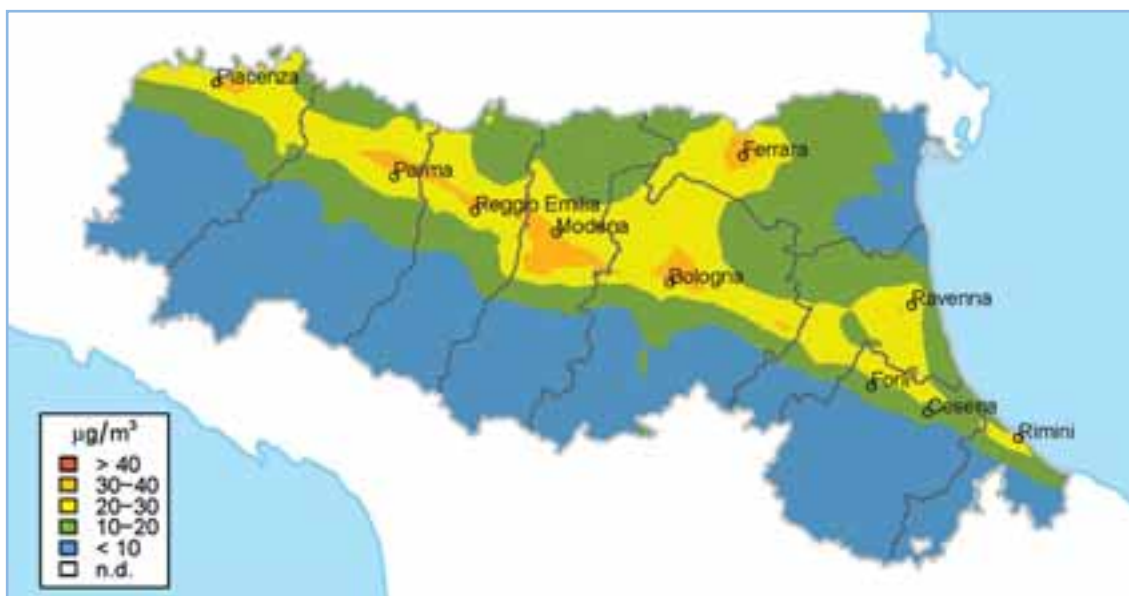 Piacenza
Parma
Reggio Emilia
Modena
Bologna
Ferrara
Ravenna
Forlì
Cesena
Rimini
µg/m³
> 40
30-40
20-30
10-20
< 10
n.d.